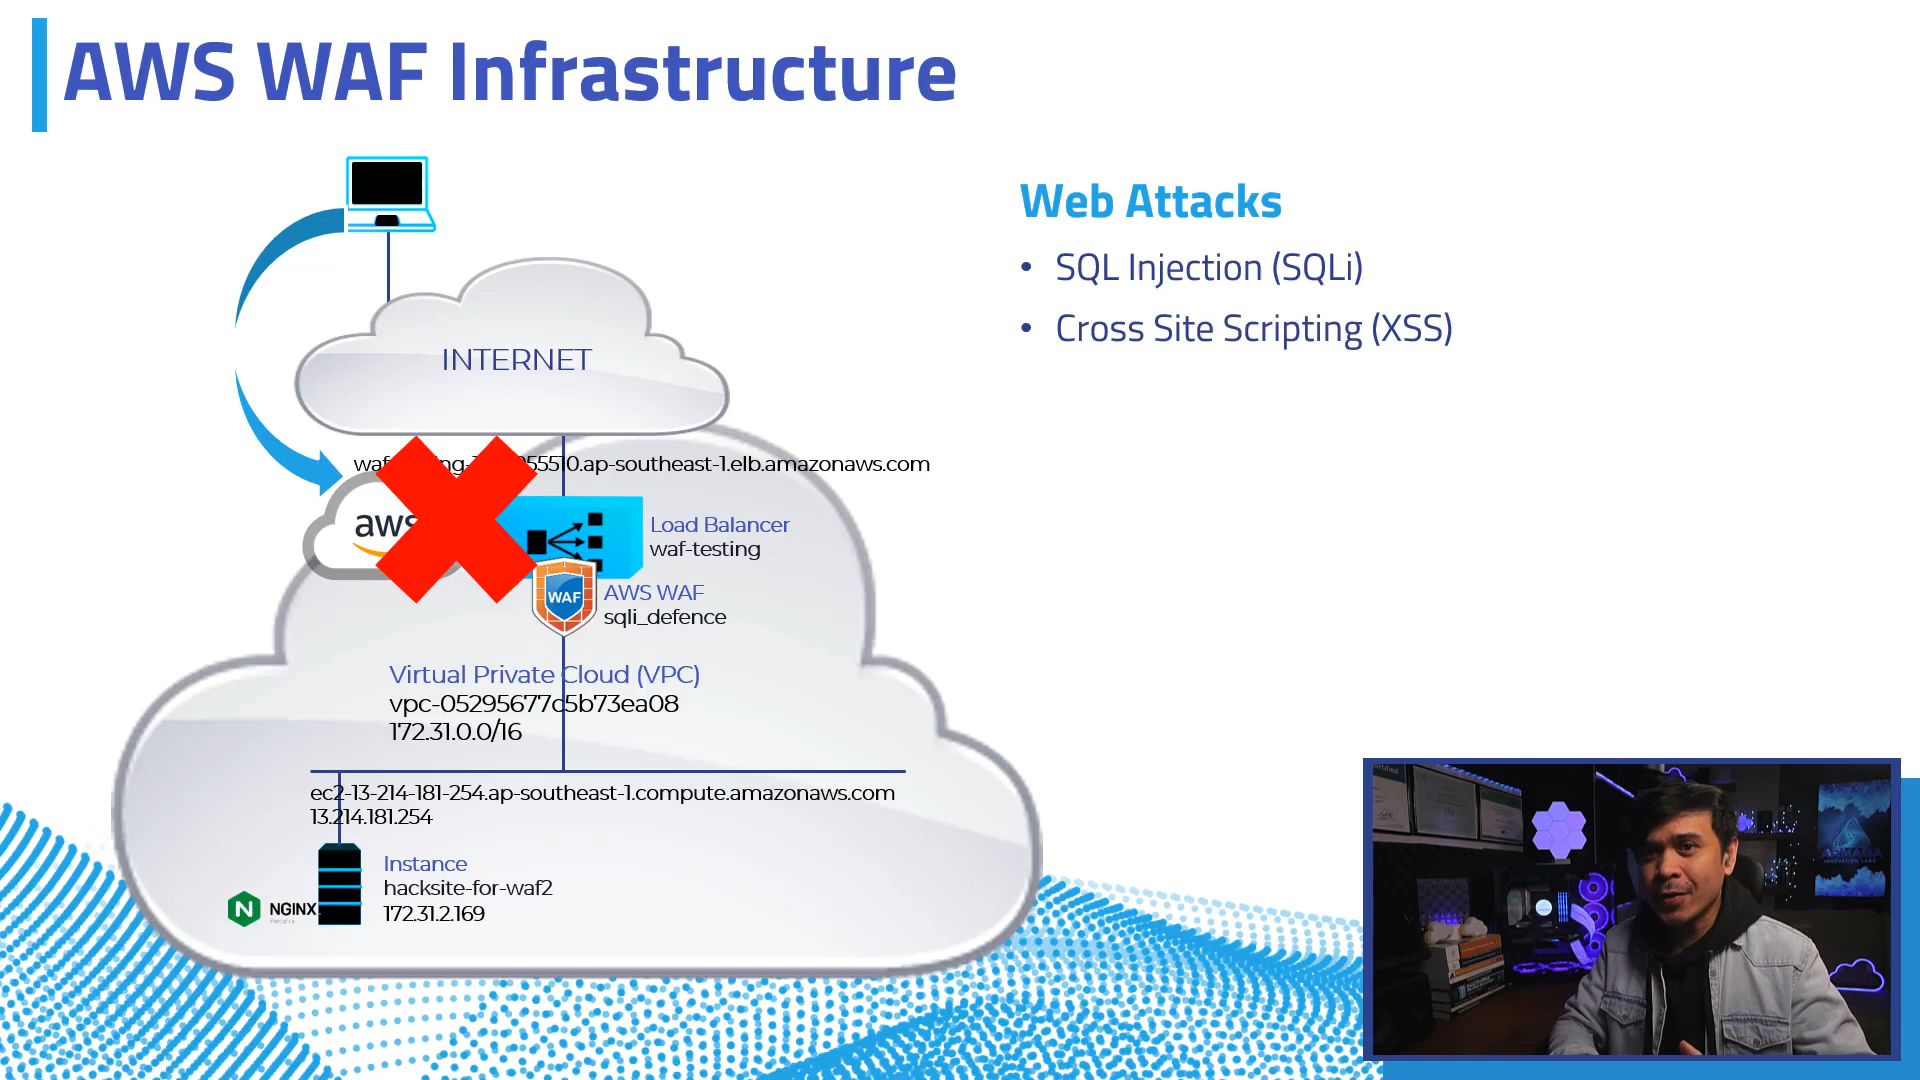 AWS WAF Infrastructure
Web Attacks
• SQL Injection (SQLi)
• Cross Site Scripting (XSS)
INTERNET
55510.ap-southeast-1.elb.amazonaws.com
aws
Load Balancer
waf-testing
WAF
AWS WAF
sqli_defence
Virtual Private Cloud (VPC)
vpc-05295677c5b73ea08
172.31.0.0/16
ec2-13-214-181-254.ap-southeast-1.compute.amazonaws.com
13.214.181.254
Instance
hacksite-for-waf2
172.31.2.169
N
NGINX